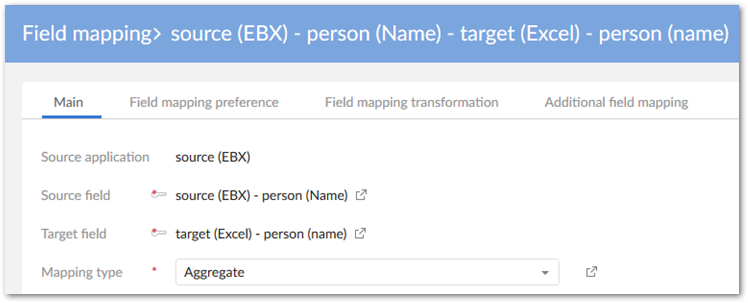 Field mapping> source (EBX) - person (Name) - target (Excel) - person (name)
Main Field mapping preference Field mapping transformation Additional field mapping
Source application source (EBX)
Source field source (EBX) - person (Name)
Target field target (Excel) - person (name)
Mapping type * Aggregate